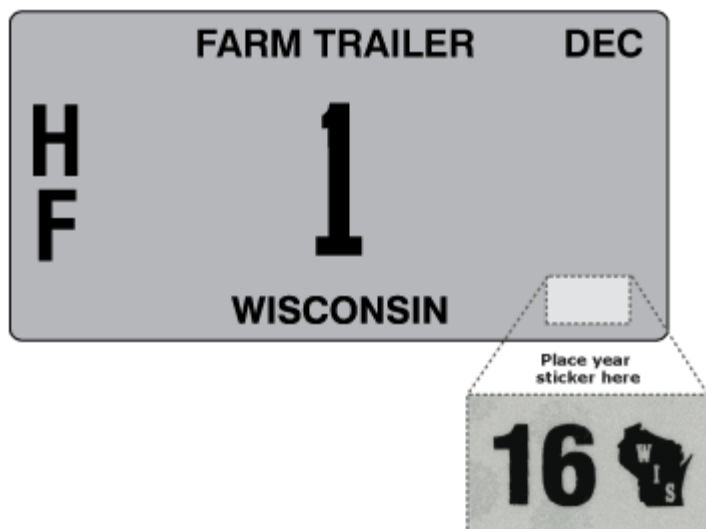 FARM TRAILER DEC
H
F
1
WISCONSIN
Place year
sticker here
16
W
I
S